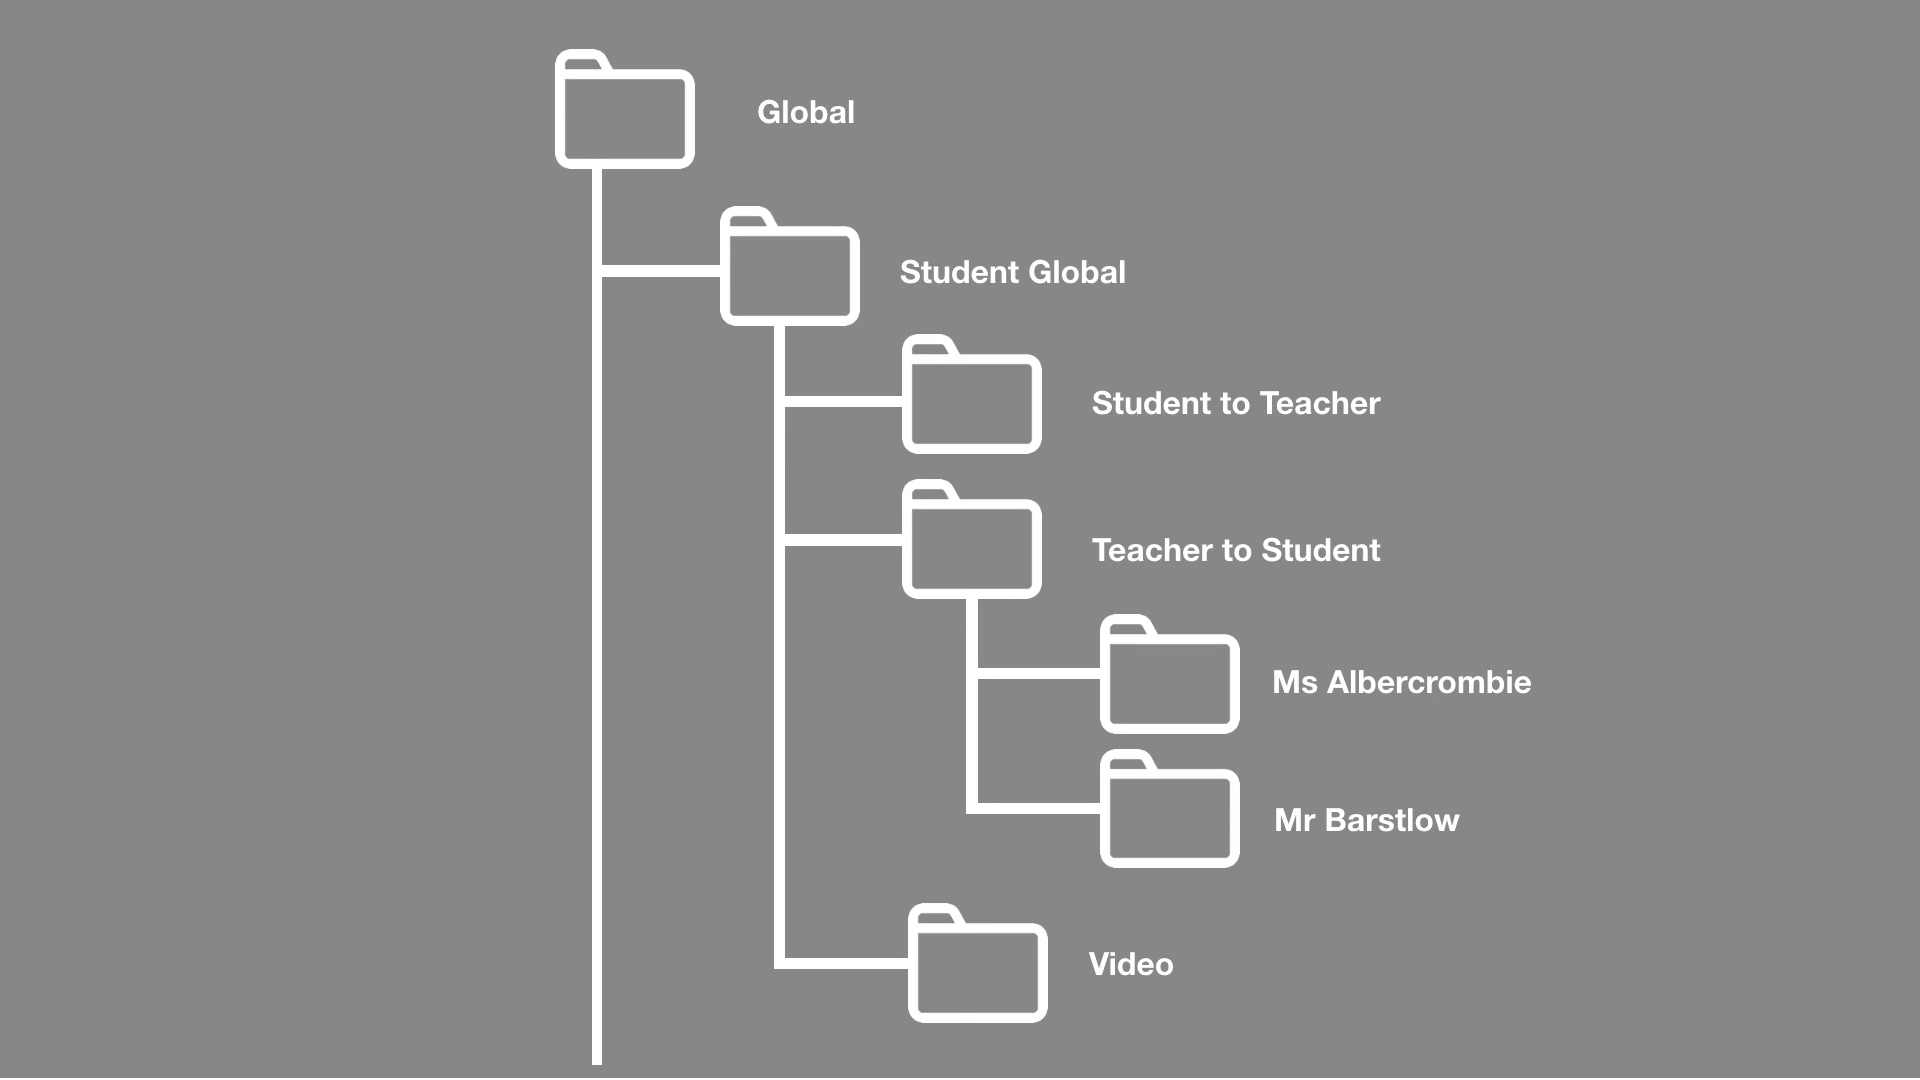 Global
Student Global
Student to Teacher
Teacher to Student
Ms Albercrombie
Mr Barstlow
Video